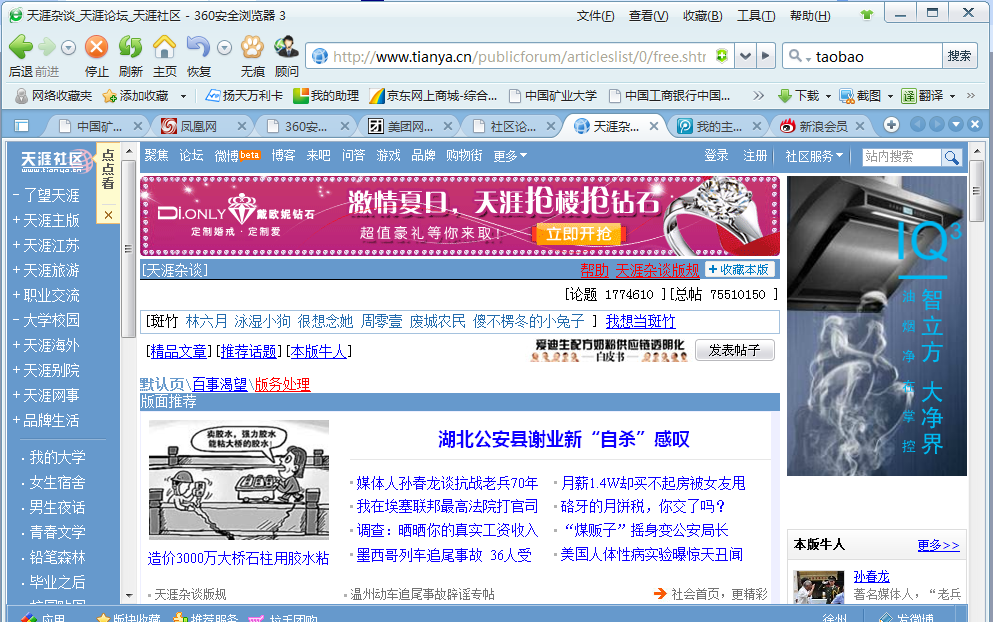 天涯杂谈_天涯论坛_天涯社区 - 360安全浏览器 3 文件(F) 查看(V) 收藏(B) 工具(T) 帮助(H)
后退 前进 停止 刷新 主页 恢复 无痕 顾问 http://www.tianya.cn/publicforum/articleslist/0/free.shtr taobao 搜索
网络收藏夹 添加收藏 扬天万利卡 我的助理 京东网上商城-综合... 中国矿业大学 中国工商银行中国... 下载 截图 翻译
中国矿... 凤凰网 360安... 美团网... 社区论... 天涯杂... 我的主... 新浪会员
天涯社区
www.tianya.cn
点点看
聚焦 论坛 微博 beta 博客 来吧 问答 游戏 品牌 购物街 更多 登录 注册 社区服务 站内搜索
- 了望天涯
+ 天涯主版
+ 天涯江苏
+ 天涯旅游
+ 职业交流
- 大学校园
+ 天涯海外
+ 天涯别院
+ 天涯网事
+ 品牌生活
· 我的大学
· 女生宿舍
· 男生夜话
· 青春文学
· 铅笔森林
· 毕业之后
DI.ONLY 戴欧妮钻石
定制婚戒·定制爱
激情夏日，天涯抢楼抢钻石
超值豪礼等你来取！ 立即开抢
[天涯杂谈] 帮助 天涯杂谈版规 +收藏本版
[论题 1774610 ] [总帖 75510150 ]
[斑竹 林六月 泳湿小狗 很想念她 周零壹 废城农民 傻不楞冬的小兔子 ] 我想当斑竹
[精品文章] [推荐话题] [本版牛人] 爱迪生配方奶粉供应链透明化
白皮书
发表帖子
默认页\百事渴望\版务处理
版面推荐
卖胶水，强力胶水
能粘大桥的胶水！
造价3000万大桥石柱用胶水粘
湖北公安县谢业新“自杀”感叹
媒体人孙春龙谈抗战老兵70年 月薪1.4W却买不起房被女友甩
我在埃塞联邦最高法院打官司 硌牙的月饼税，你交了吗？
调查：晒晒你的真实工资收入 “煤贩子”摇身变公安局长
墨西哥列车追尾事故 36人受 美国人体性病实验曝惊天丑闻
天涯杂谈版规 温州动车追尾事故辟谣专帖 社会首页，更精彩
IQ3
智立方 大净界
油烟净在掌控
本版牛人 更多>>
孙春龙
著名媒体人，“老兵
应用 版块收藏 推荐服务 拉手团购 徐州 发微博